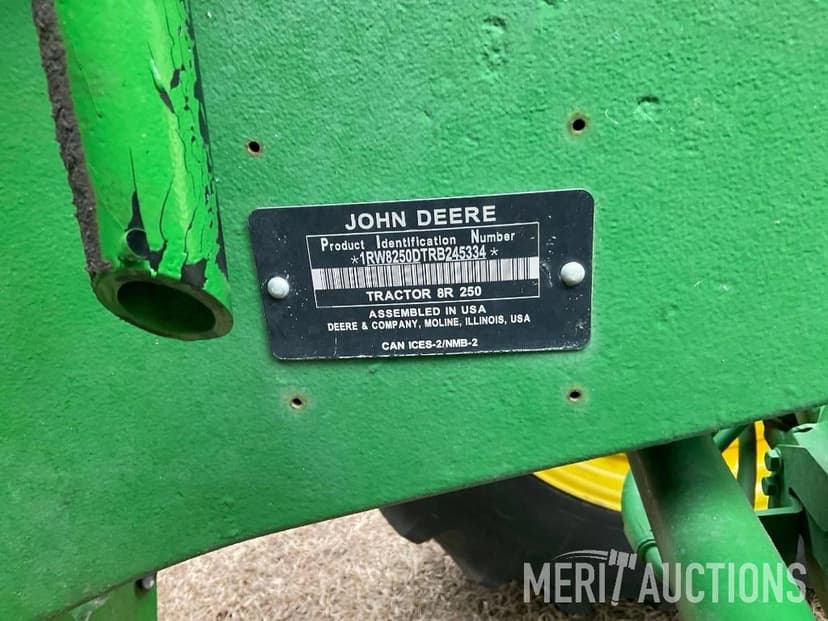 JOHN DEERE
Product Identification Number
*1RW8250DTRB245334*
TRACTOR 8R 250
ASSEMBLED IN USA
DEERE & COMPANY, MOLINE, ILLINOIS, USA
CAN ICES-2/NMB-2
MERIT AUCTIONS